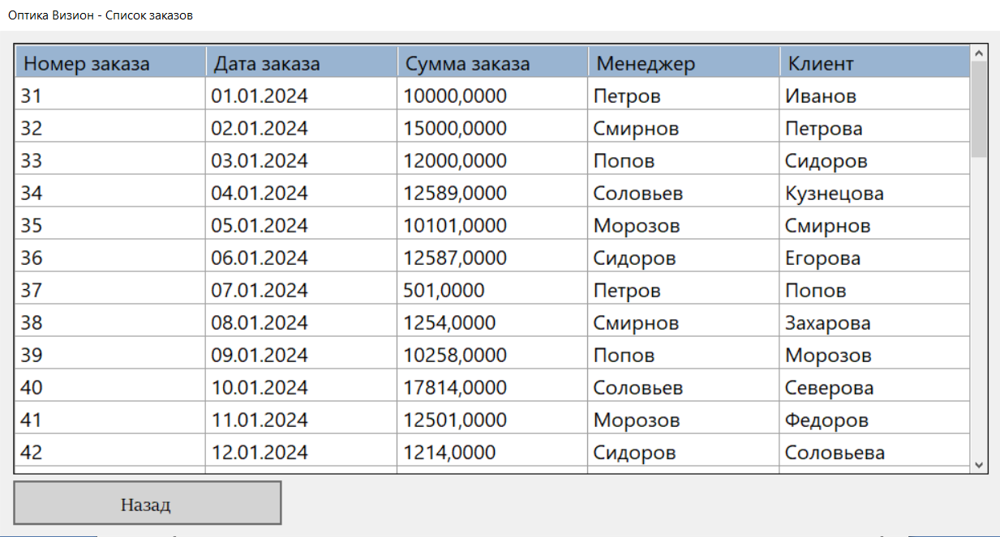 Оптика Визион - Список заказов
Номер заказа Дата заказа Сумма заказа Менеджер Клиент
31 01.01.2024 10000,0000 Петров Иванов
32 02.01.2024 15000,0000 Смирнов Петрова
33 03.01.2024 12000,0000 Попов Сидоров
34 04.01.2024 12589,0000 Соловьев Кузнецова
35 05.01.2024 10101,0000 Морозов Смирнов
36 06.01.2024 12587,0000 Сидоров Егорова
37 07.01.2024 501,0000 Петров Попов
38 08.01.2024 1254,0000 Смирнов Захарова
39 09.01.2024 10258,0000 Попов Морозов
40 10.01.2024 17814,0000 Соловьев Северова
41 11.01.2024 12501,0000 Морозов Федоров
42 12.01.2024 1214,0000 Сидоров Соловьева
Назад